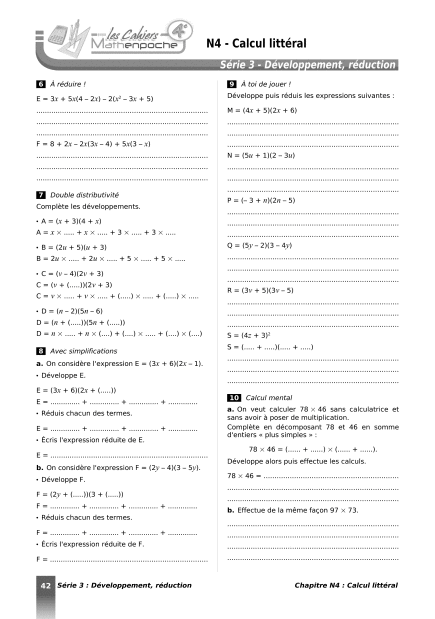 les Cahiers
Mathenpoche
4e
N4 - Calcul littéral
Série 3 - Développement, réduction
6 À réduire !
E = 3x + 5x(4 – 2x) – 2(x² – 3x + 5)
................................................................
................................................................
................................................................
F = 8 + 2x – 2x(3x – 4) + 5x(3 – x)
................................................................
................................................................
................................................................
7 Double distributivité
Complète les développements.
• A = (x + 3)(4 + x)
A = x × ..... + x × ..... + 3 × ..... + 3 × .....
• B = (2u + 5)(u + 3)
B = 2u × ..... + 2u × ..... + 5 × ..... + 5 × .....
• C = (v – 4)(2v + 3)
C = (v + (.....))(2v + 3)
C = v × ..... + v × ..... + (.....) × ..... + (.....) × .....
• D = (n – 2)(5n – 6)
D = (n + (.....))(5n + (.....))
D = n × ..... + n × (....) + (....) × ..... + (....) × (....)
8 Avec simplifications
a. On considère l'expression E = (3x + 6)(2x – 1).
• Développe E.
E = (3x + 6)(2x + (.....))
E = ............. + ............. + ............. + .............
• Réduis chacun des termes.
E = ............. + ............. + ............. + .............
• Écris l'expression réduite de E.
E = ...........................................................
b. On considère l'expression F = (2y – 4)(3 – 5y).
• Développe F.
F = (2y + (.....))(3 + (.....))
F = ............. + ............. + ............. + .............
• Réduis chacun des termes.
F = ............. + ............. + ............. + .............
• Écris l'expression réduite de F.
F = ...........................................................
9 À toi de jouer !
Développe puis réduis les expressions suivantes :
M = (4x + 5)(2x + 6)
................................................................
................................................................
................................................................
N = (5u + 1)(2 – 3u)
................................................................
................................................................
................................................................
P = (– 3 + n)(2n – 5)
................................................................
................................................................
................................................................
Q = (5y – 2)(3 – 4y)
................................................................
................................................................
................................................................
R = (3v + 5)(3v – 5)
................................................................
................................................................
................................................................
S = (4z + 3)²
S = (..... + .....)(..... + .....)
................................................................
................................................................
................................................................
10 Calcul mental
a. On veut calculer 78 × 46 sans calculatrice et
sans avoir à poser de multiplication.
Complète en décomposant 78 et 46 en somme
d'entiers « plus simples » :
78 × 46 = (...... + ......) × (...... + ......).
Développe alors puis effectue les calculs.
78 × 46 = ..................................................
................................................................
................................................................
b. Effectue de la même façon 97 × 73.
................................................................
................................................................
................................................................
................................................................
42 Série 3 : Développement, réduction
Chapitre N4 : Calcul littéral